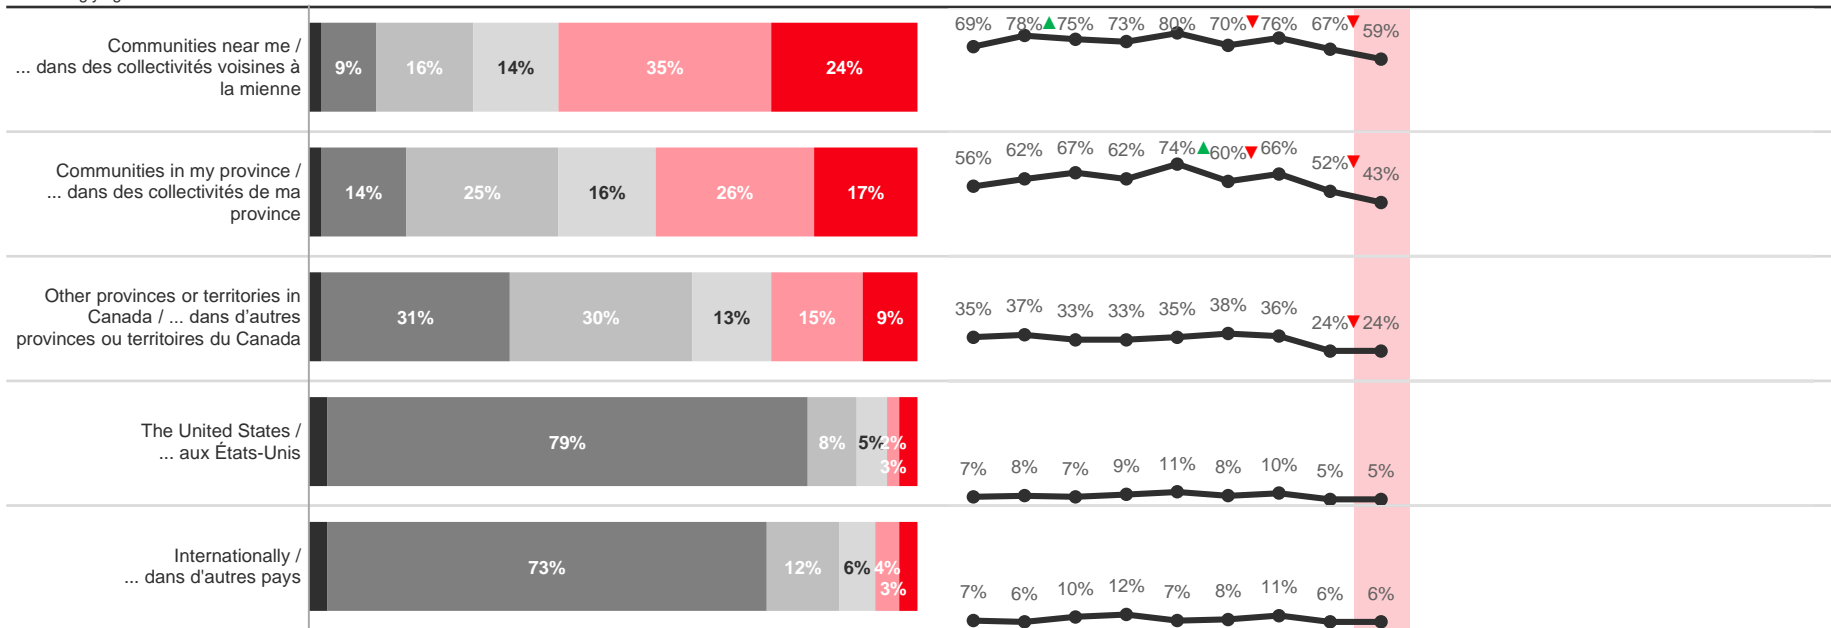 Communities near me /
... dans des collectivités voisines à
la mienne
9% 16% 14% 35% 24%
69% 78%▲75% 73% 80% 70%▼76% 67%▼59%
Communities in my province /
... dans des collectivités de ma
province
14% 25% 16% 26% 17%
56% 62% 67% 62% 74%▲60%▼66% 52%▼43%
Other provinces or territories in
Canada / ... dans d’autres
provinces ou territoires du Canada
31% 30% 13% 15% 9%
35% 37% 33% 33% 35% 38% 36% 24%▼24%
The United States /
... aux États-Unis
79% 8% 5% 2%
3%
7% 8% 7% 9% 11% 8% 10% 5% 5%
Internationally /
... dans d'autres pays
73% 12% 6% 4%
3%
7% 6% 10% 12% 7% 8% 11% 6% 6%